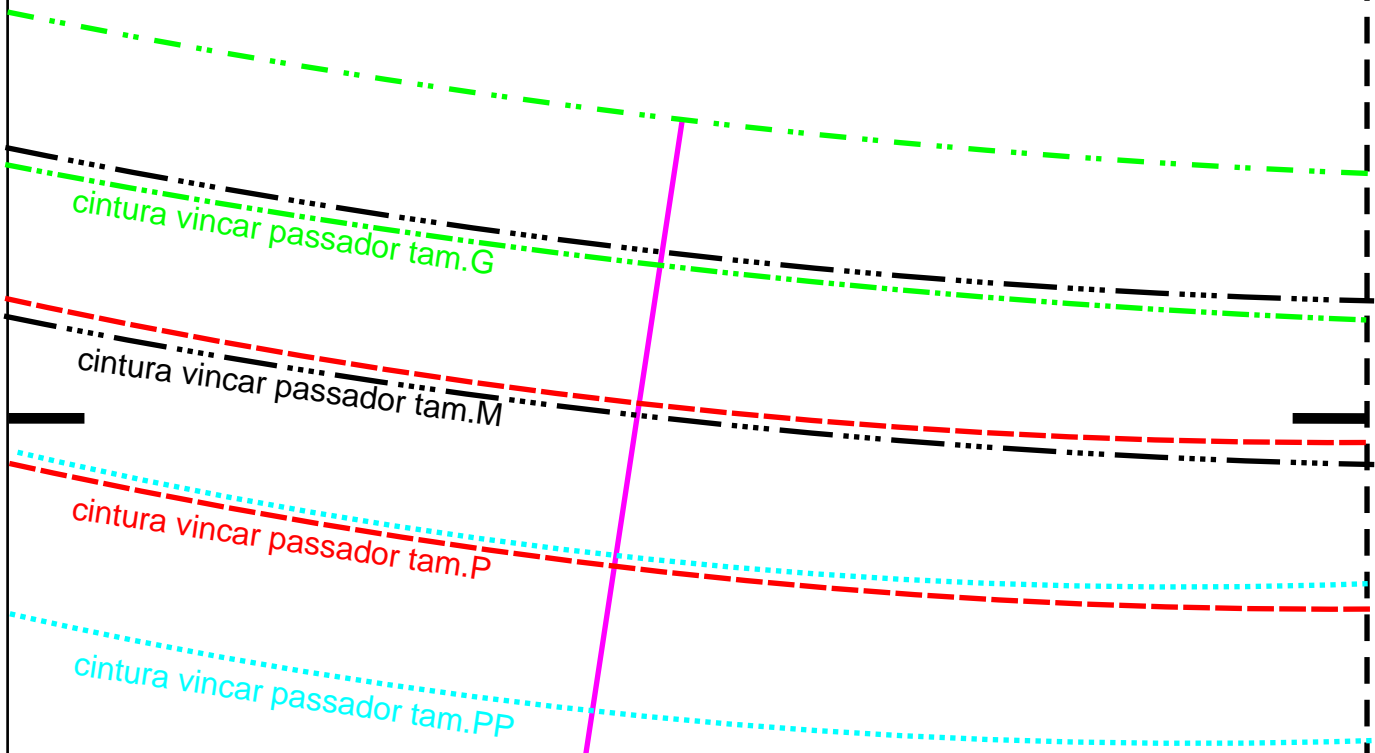 cintura vincar passador tam.G
cintura vincar passador tam.M
cintura vincar passador tam.P
cintura vincar passador tam.PP